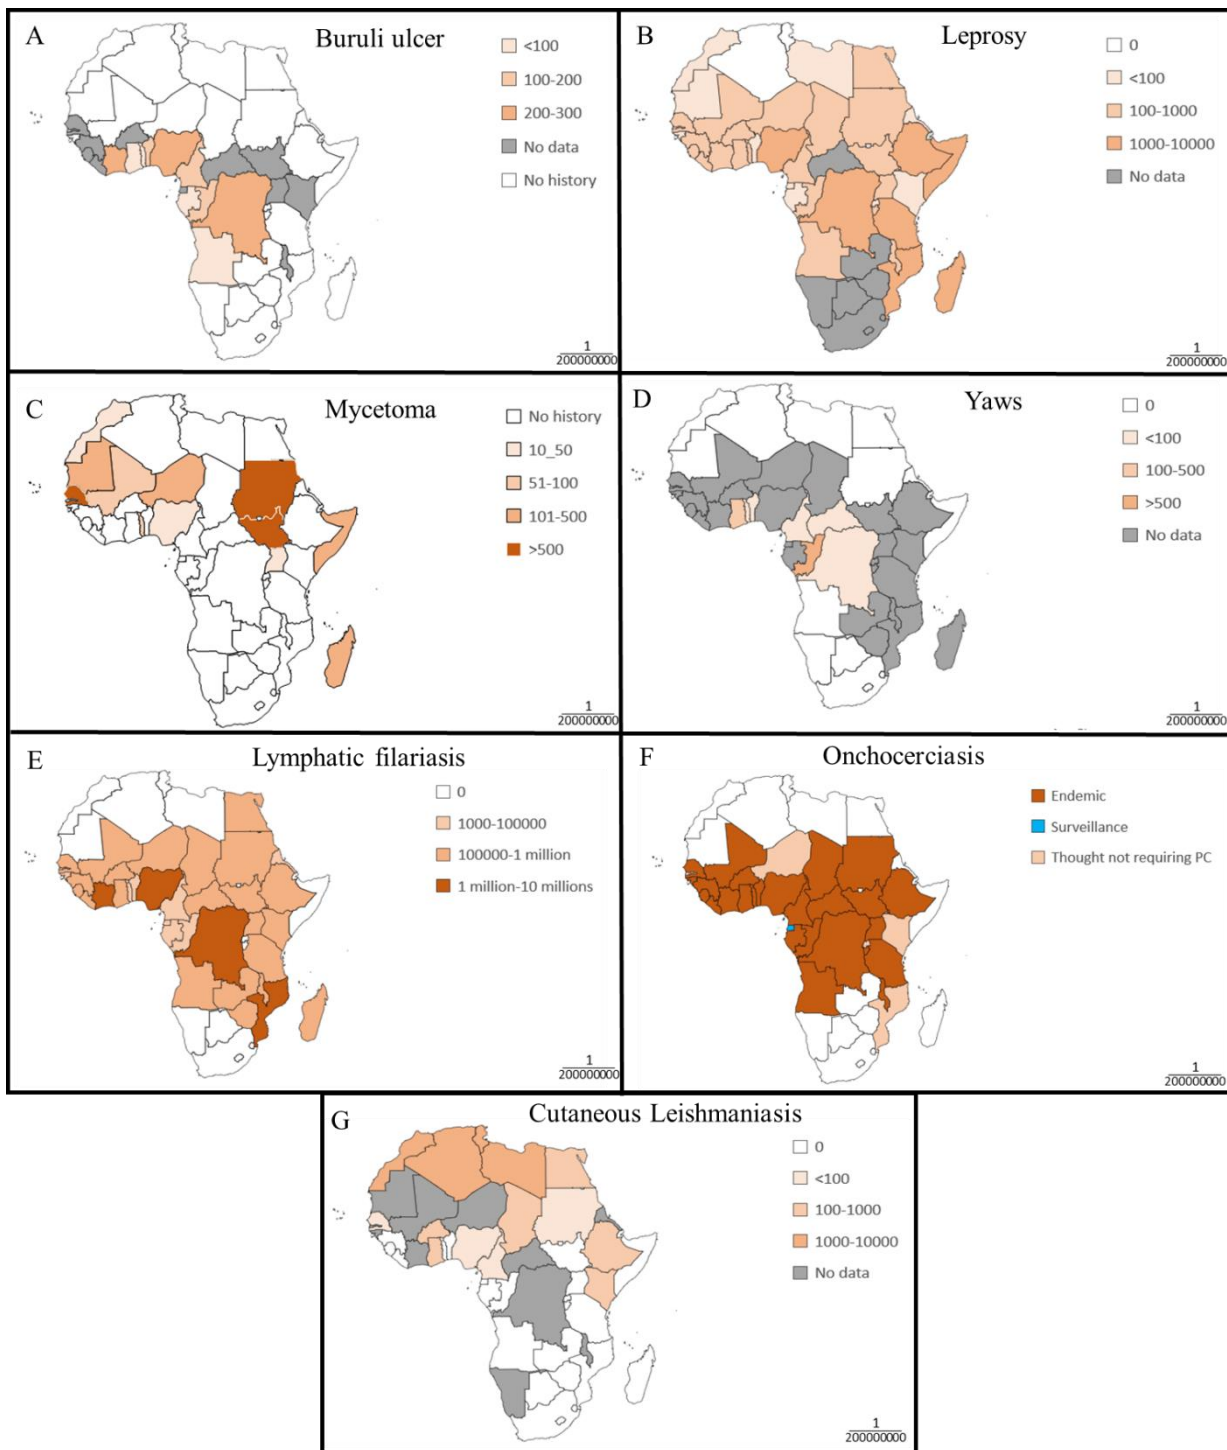 A
Buruli ulcer
<100
100-200
200-300
No data
No history
1
200000000
B
Leprosy
0
<100
100-1000
1000-10000
No data
1
200000000
C
Mycetoma
No history
10_50
51-100
101-500
>500
1
200000000
D
Yaws
0
<100
100-500
>500
No data
1
200000000
E
Lymphatic filariasis
0
1000-100000
100000-1 million
1 million-10 millions
1
200000000
F
Onchocerciasis
Endemic
Surveillance
Thought not requiring PC
1
200000000
G
Cutaneous Leishmaniasis
0
<100
100-1000
1000-10000
No data
1
200000000